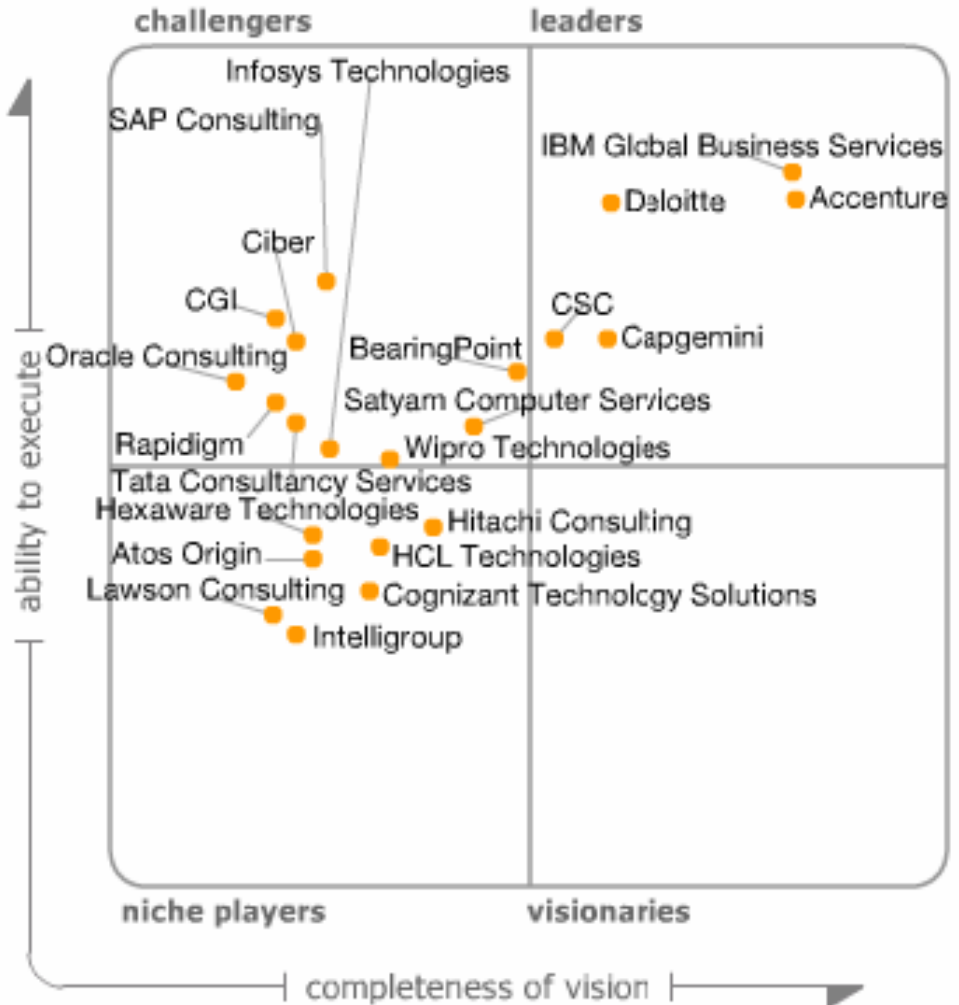 challengers
leaders
Infosys Technologies
SAP Consulting
IBM Global Business Services
Deloitte
Accenture
Ciber
CGI
CSC
Capgemini
BearingPoint
Oracle Consulting
Satyam Computer Services
Rapidigm
Wipro Technologies
Tata Consultancy Services
Hexaware Technologies
Hitachi Consulting
Atos Origin
HCL Technologies
Lawson Consulting
Cognizant Technology Solutions
Intelligroup
ability to execute
niche players
visionaries
completeness of vision